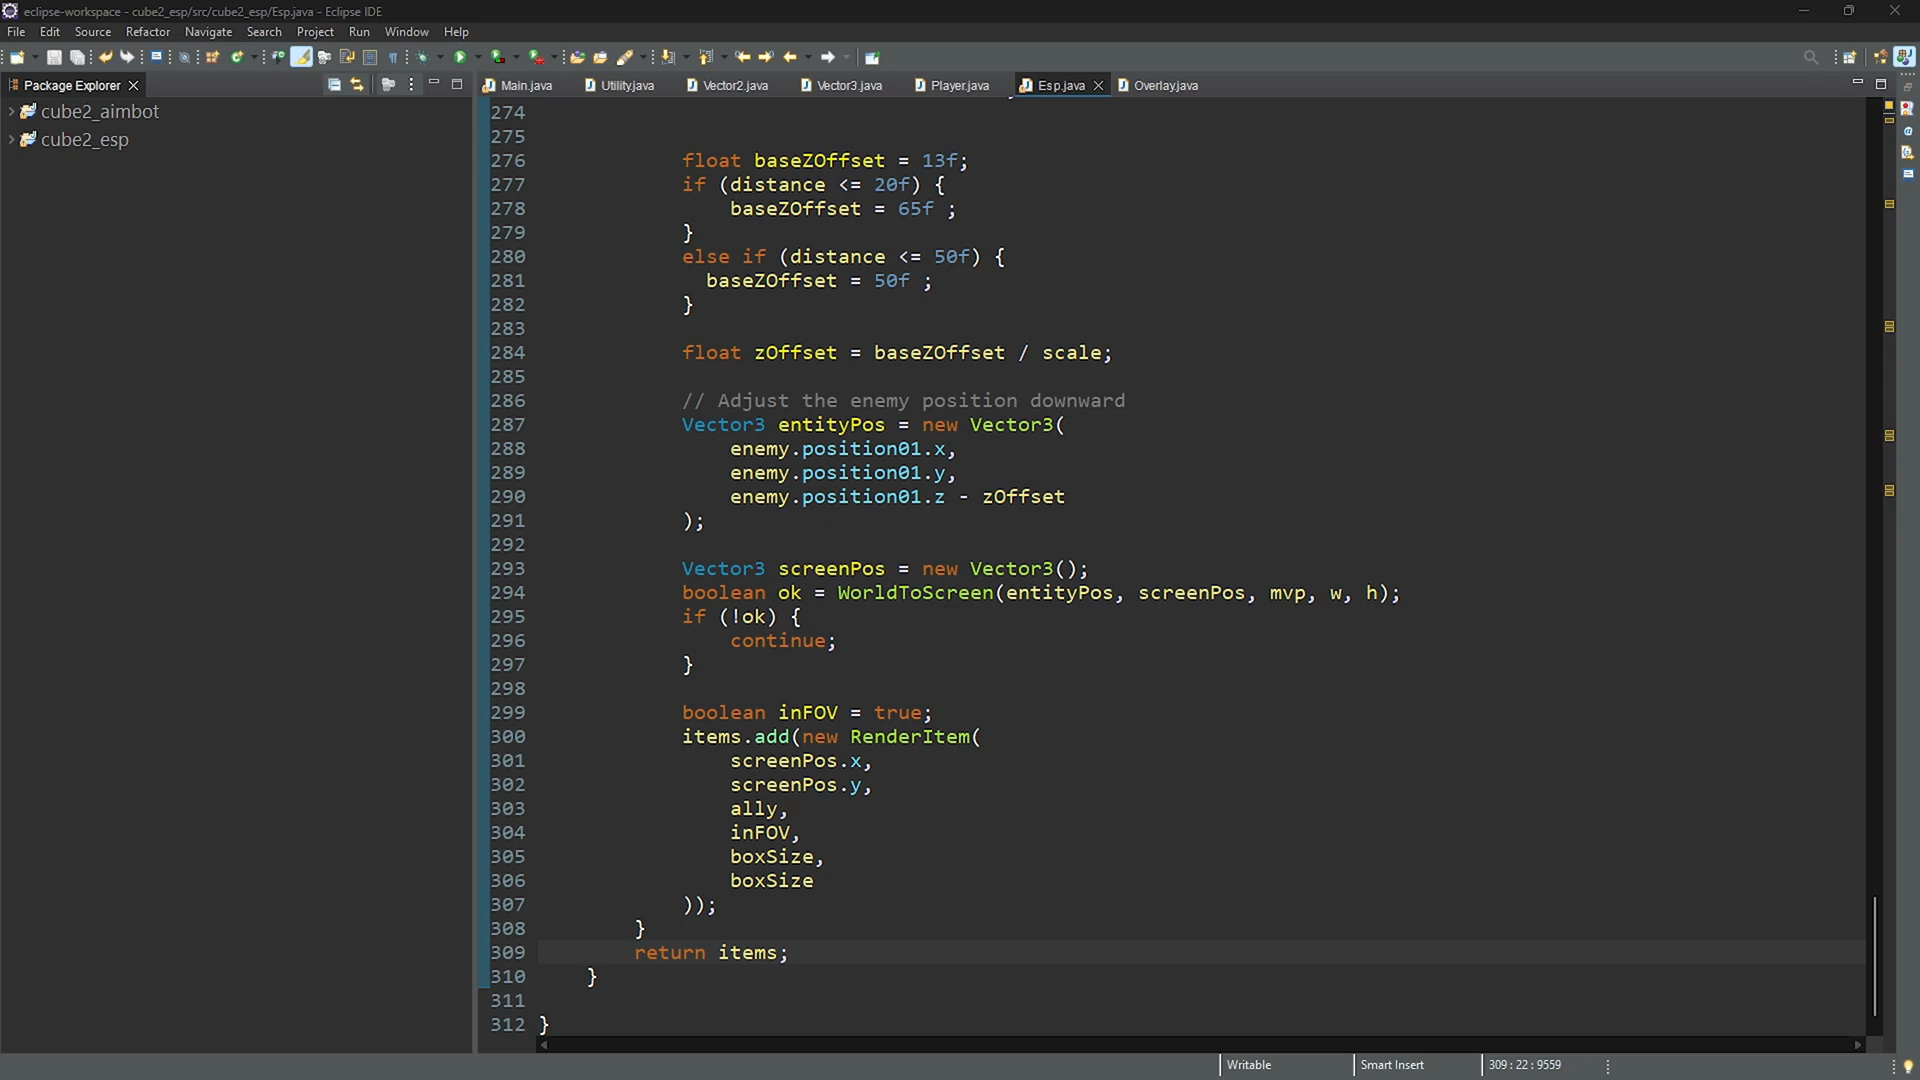 eclipse-workspace - cube2_esp/src/cube2_esp/Esp.java - Eclipse IDE
File Edit Source Refactor Navigate Search Project Run Window Help
Package Explorer
Main.java Utility.java Vector2.java Vector3.java Player.java Esp.java Overlay.java
cube2_aimbot
cube2_esp
274
275
276 float baseZOffset = 13f;
277 if (distance <= 20f) {
278 baseZOffset = 65f ;
279 }
280 else if (distance <= 50f) {
281 baseZOffset = 50f ;
282 }
283
284 float zOffset = baseZOffset / scale;
285
286 // Adjust the enemy position downward
287 Vector3 entityPos = new Vector3(
288 enemy.position01.x,
289 enemy.position01.y,
290 enemy.position01.z - zOffset
291 );
292
293 Vector3 screenPos = new Vector3();
294 boolean ok = WorldToScreen(entityPos, screenPos, mvp, w, h);
295 if (!ok) {
296 continue;
297 }
298
299 boolean inFOV = true;
300 items.add(new RenderItem(
301 screenPos.x,
302 screenPos.y,
303 ally,
304 inFOV,
305 boxSize,
306 boxSize
307 ));
308 }
309 return items;
310 }
311
312 }
Writable Smart Insert 309 : 22 : 9559